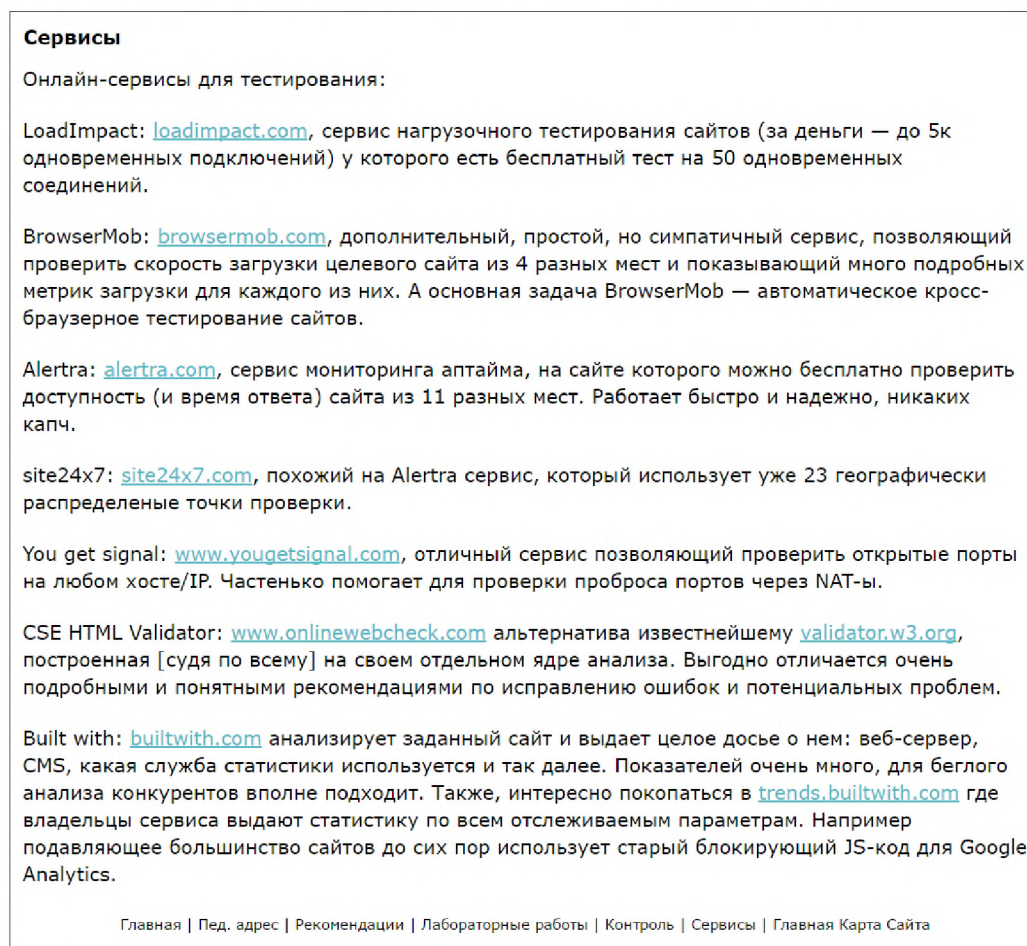 Сервисы
Онлайн-сервисы для тестирования:
LoadImpact: loadimpact.com, сервис нагрузочного тестирования сайтов (за деньги — до 5к
одновременных подключений) у которого есть бесплатный тест на 50 одновременных
соединений.
BrowserMob: browsermob.com, дополнительный, простой, но симпатичный сервис, позволяющий
проверить скорость загрузки целевого сайта из 4 разных мест и показывающий много подробных
метрик загрузки для каждого из них. А основная задача BrowserMob — автоматическое кросс-
браузерное тестирование сайтов.
Alertra: alertra.com, сервис мониторинга аптайма, на сайте которого можно бесплатно проверить
доступность (и время ответа) сайта из 11 разных мест. Работает быстро и надежно, никаких
капч.
site24x7: site24x7.com, похожий на Alertra сервис, который использует уже 23 географически
распределеные точки проверки.
You get signal: www.yougetsignal.com, отличный сервис позволяющий проверить открытые порты
на любом хосте/IP. Частенько помогает для проверки проброса портов через NAT-ы.
CSE HTML Validator: www.onlinewebcheck.com альтернатива известнейшему validator.w3.org,
построенная [судя по всему] на своем отдельном ядре анализа. Выгодно отличается очень
подробными и понятными рекомендациями по исправлению ошибок и потенциальных проблем.
Built with: builtwith.com анализирует заданный сайт и выдает целое досье о нем: веб-сервер,
CMS, какая служба статистики используется и так далее. Показателей очень много, для беглого
анализа конкурентов вполне подходит. Также, интересно покопаться в trends.builtwith.com где
владельцы сервиса выдают статистику по всем отслеживаемым параметрам. Например
подавляющее большинство сайтов до сих пор использует старый блокирующий JS-код для Google
Analytics.
Главная | Пед. адрес | Рекомендации | Лабораторные работы | Контроль | Сервисы | Главная Карта Сайта